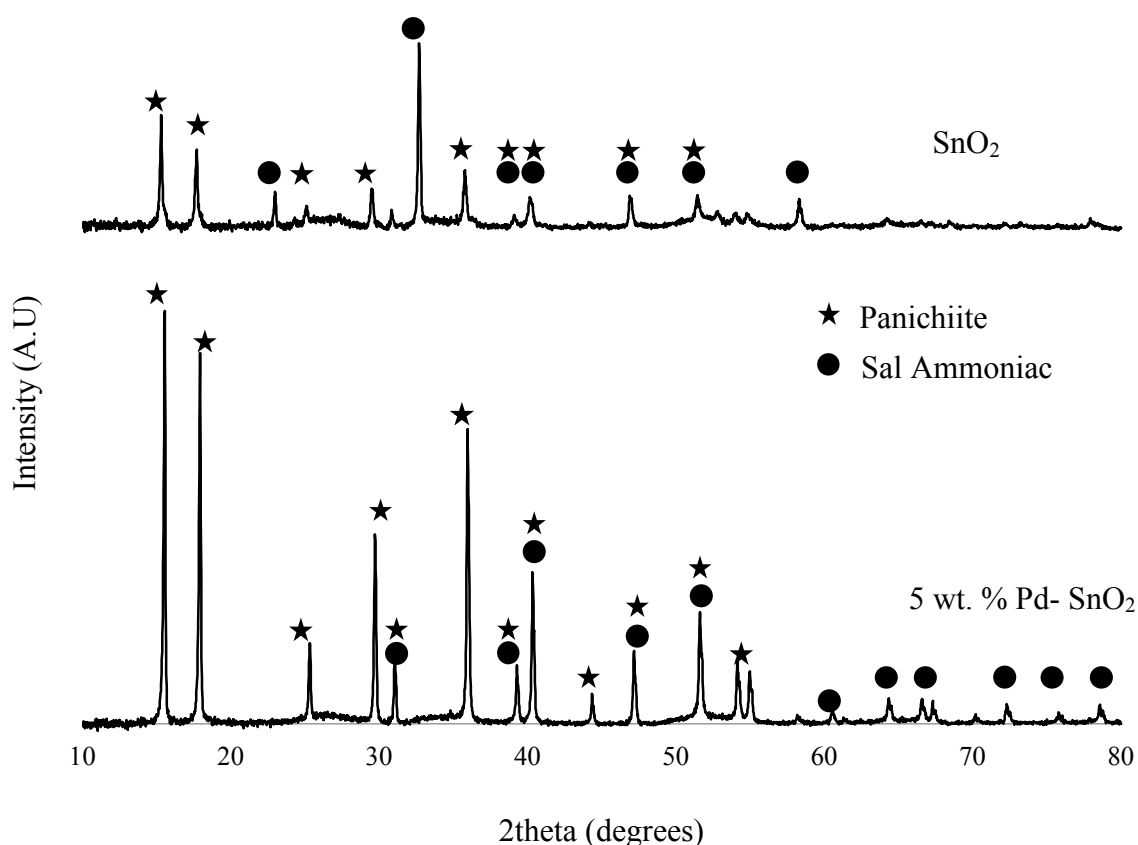 SnO₂
Intensity (A.U)
Panichiite
Sal Ammoniac
5 wt. % Pd- SnO₂
10 20 30 40 50 60 70 80
2theta (degrees)